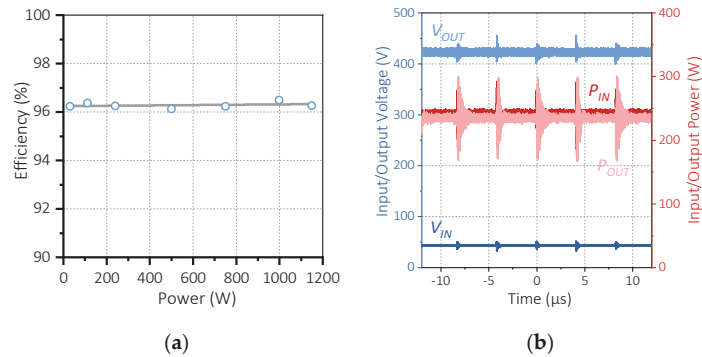 100
98
96
94
92
90
Efficiency (%)
0 200 400 600 800 1000 1200
Power (W)
(a)
500
400
300
200
100
0
Input/Output Voltage (V)
V_OUT
P_IN
P_OUT
V_IN
400
300
200
100
0
Input/Output Power (W)
-10 -5 0 5 10
Time (μs)
(b)